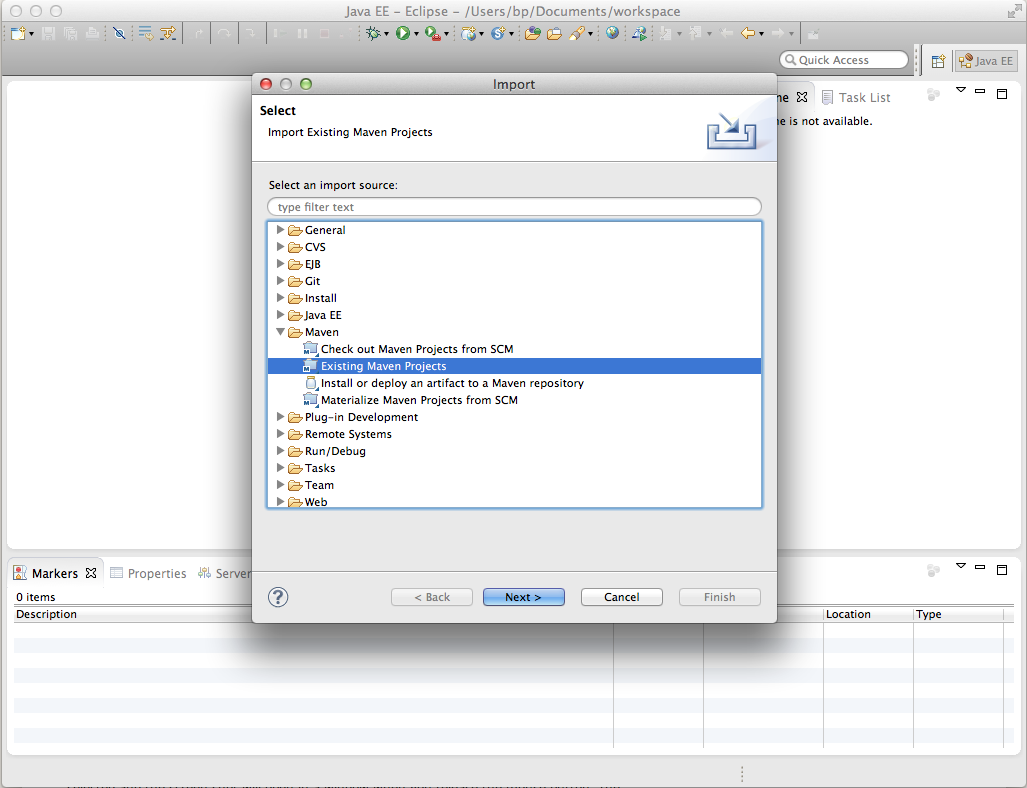 Java EE – Eclipse – /Users/bp/Documents/workspace
Quick Access
Java EE
Import
Select
Import Existing Maven Projects
Task List
is not available.
Select an import source:
type filter text
General
CVS
EJB
Git
Install
Java EE
Maven
Check out Maven Projects from SCM
Existing Maven Projects
Install or deploy an artifact to a Maven repository
Materialize Maven Projects from SCM
Plug-in Development
Remote Systems
Run/Debug
Tasks
Team
Web
Markers Properties Server
0 items
Description Location Type
< Back Next > Cancel Finish